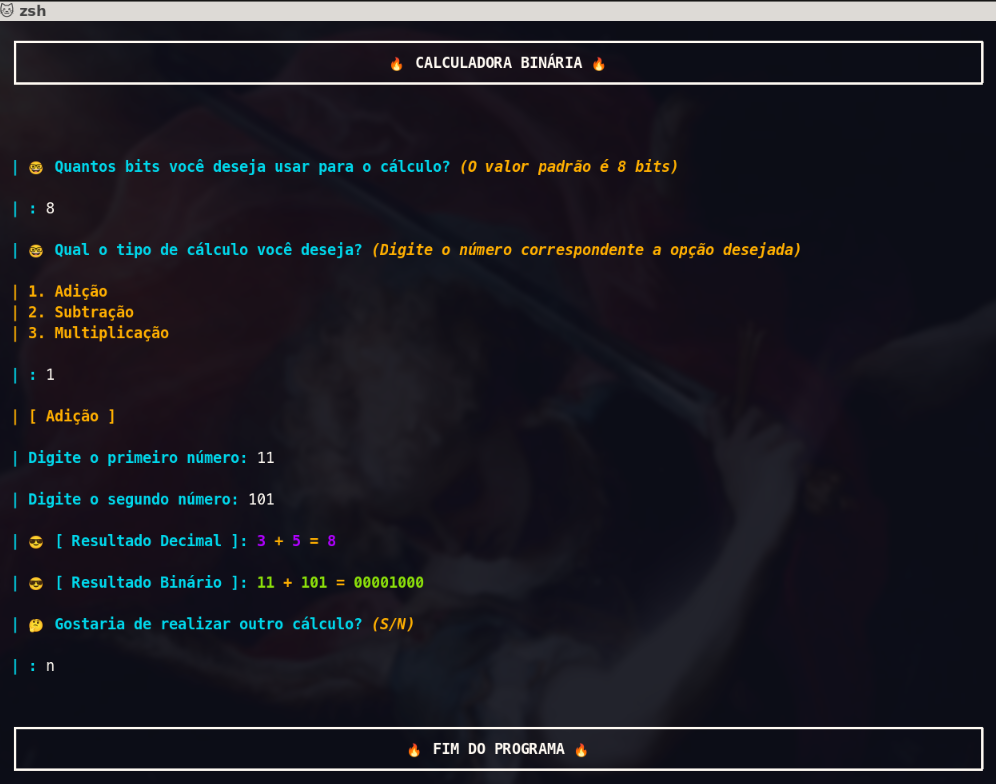 zsh
🔥 CALCULADORA BINÁRIA 🔥
| 🤓 Quantos bits você deseja usar para o cálculo? (O valor padrão é 8 bits)
| : 8
| 🤓 Qual o tipo de cálculo você deseja? (Digite o número correspondente a opção desejada)
| 1. Adição
| 2. Subtração
| 3. Multiplicação
| : 1
| [ Adição ]
| Digite o primeiro número: 11
| Digite o segundo número: 101
| 😎 [ Resultado Decimal ]: 3 + 5 = 8
| 😎 [ Resultado Binário ]: 11 + 101 = 00001000
| 🤔 Gostaria de realizar outro cálculo? (S/N)
| : n
🔥 FIM DO PROGRAMA 🔥